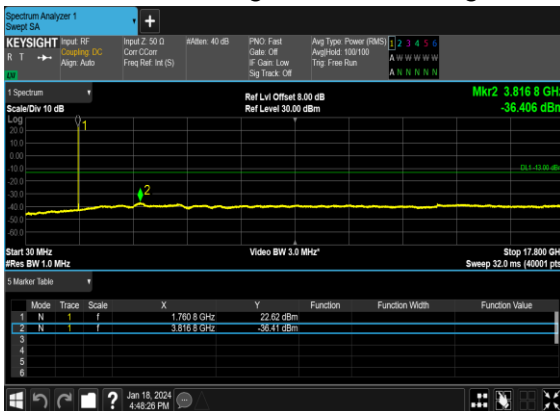 Spectrum Analyzer 1
Swept SA
+
KEYSIGHT Input: RF Input Z: 50 Ω #Atten: 40 dB PNO: Fast Avg Type: Power (RMS) 1 2 3 4 5 6
R T Coupling: DC Corr CCorr Gate: Off Avg|Hold: 100/100 A W W W W W
Align: Auto Freq Ref: Int (S) IF Gain: Low Trig: Free Run
LV Sig Track: Off A N N N N N
1 Spectrum Ref Lvl Offset 8.00 dB Mkr2 3.816 8 GHz
Scale/Div 10 dB Ref Level 30.00 dBm -36.406 dBm
Log
1
20.0
10.0
0.00
-10.0 DL1 -13.00 dBm
-20.0
2
-30.0
-40.0
-50.0
-60.0
Start 30 MHz Video BW 3.0 MHz* Stop 17.800 GHz
#Res BW 1.0 MHz Sweep 32.0 ms (40001 pts
5 Marker Table
Mode Trace Scale X Y Function Function Width Function Value
1 N 1 f 1.760 8 GHz 22.62 dBm
2 N 1 f 3.816 8 GHz -36.41 dBm
3
4
5
6
? Jan 18, 2024
4:48:26 PM